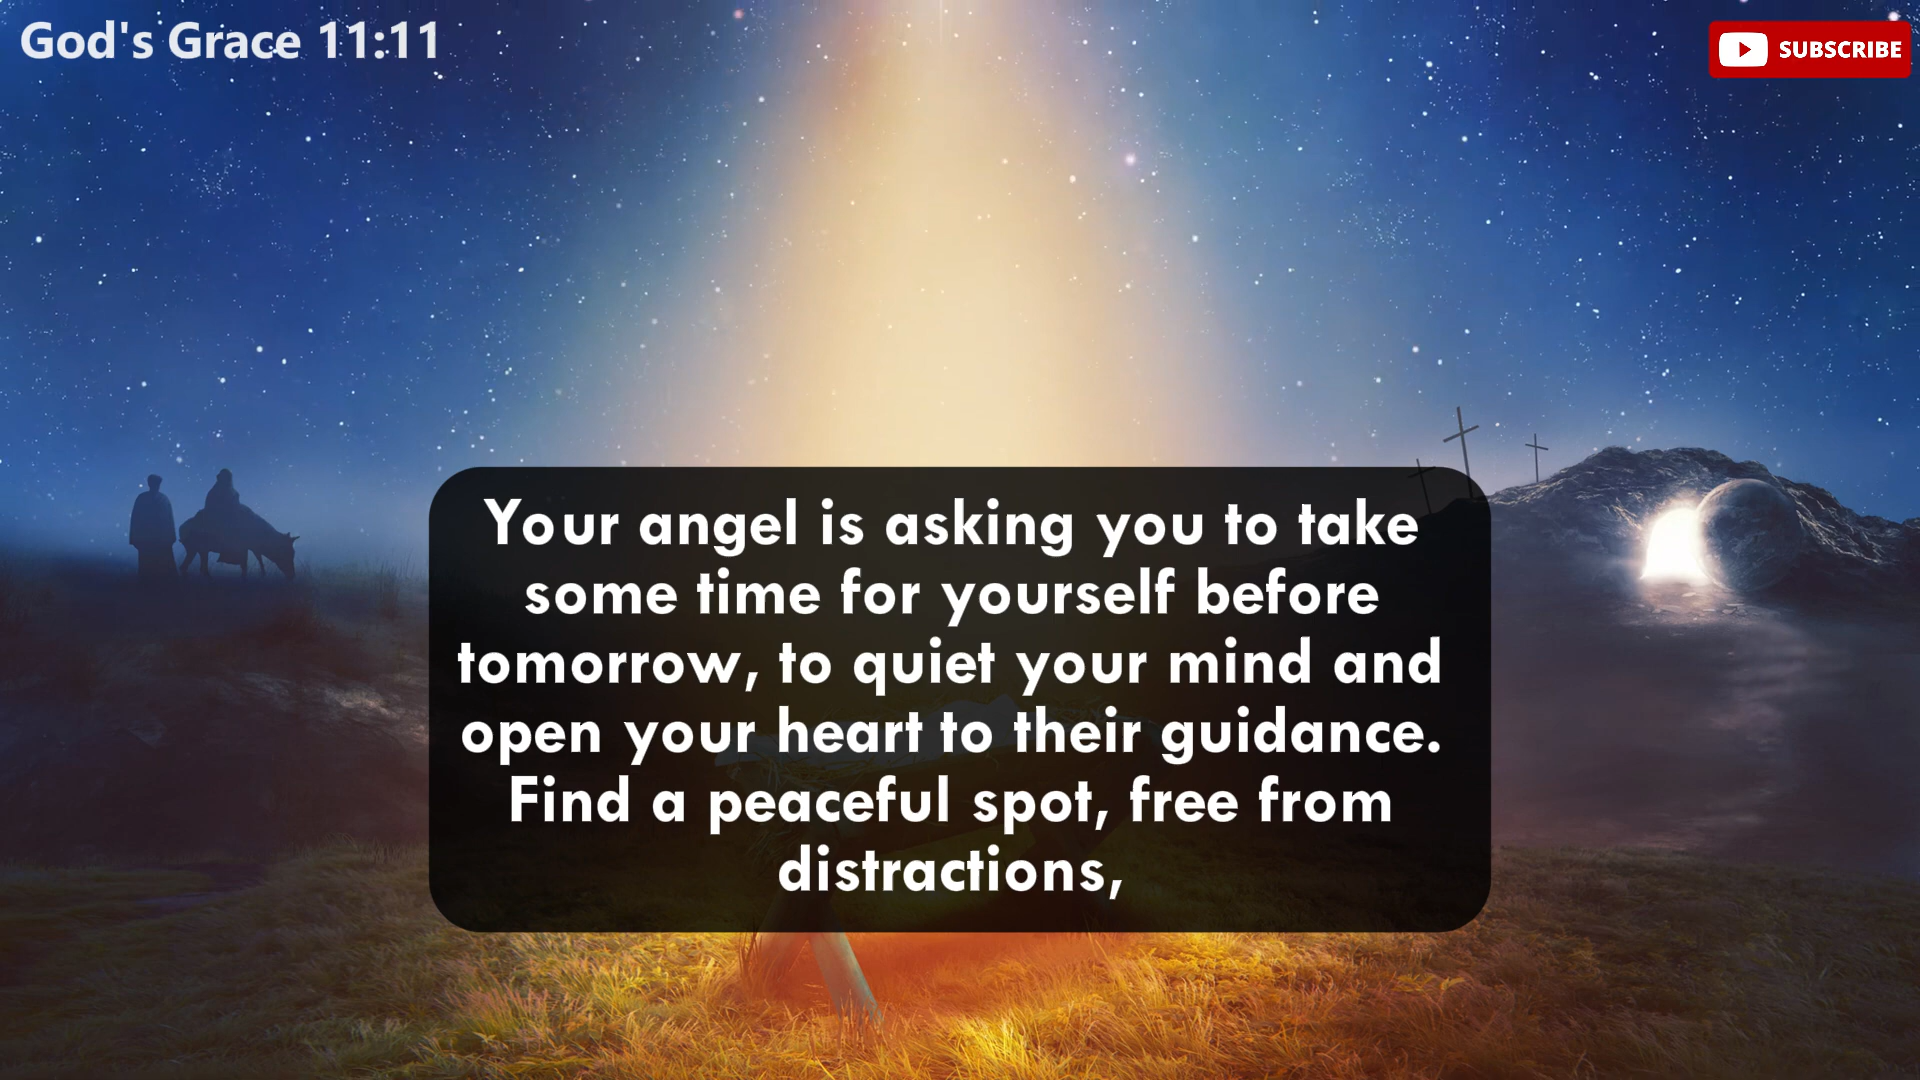 God's Grace 11:11
SUBSCRIBE
Your angel is asking you to take
some time for yourself before
tomorrow, to quiet your mind and
open your heart to their guidance.
Find a peaceful spot, free from
distractions,